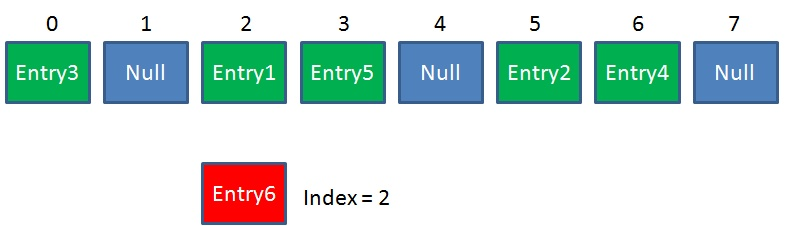 0 1 2 3 4 5 6 7
Entry3 Null Entry1 Entry5 Null Entry2 Entry4 Null
Entry6 Index = 2